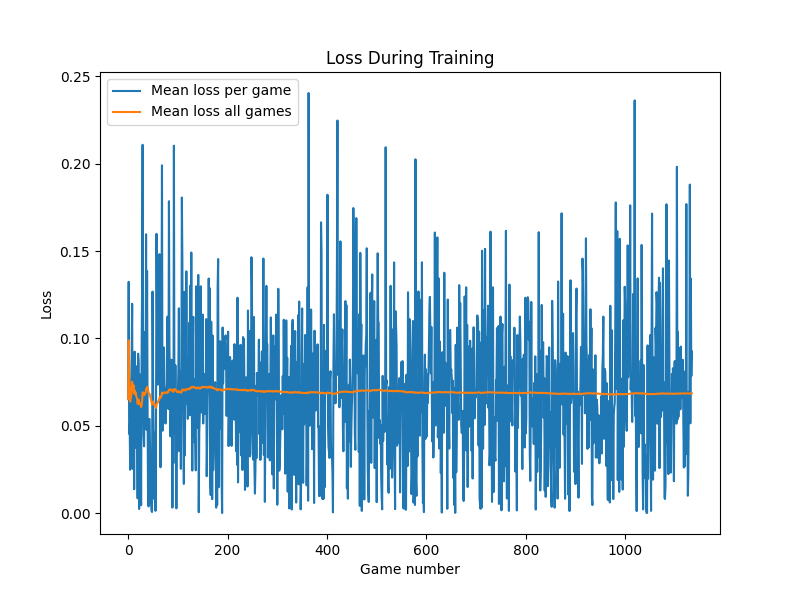 Loss During Training
Mean loss per game
Mean loss all games
0.25
0.20
0.15
0.10
0.05
0.00
Loss
0 200 400 600 800 1000
Game number